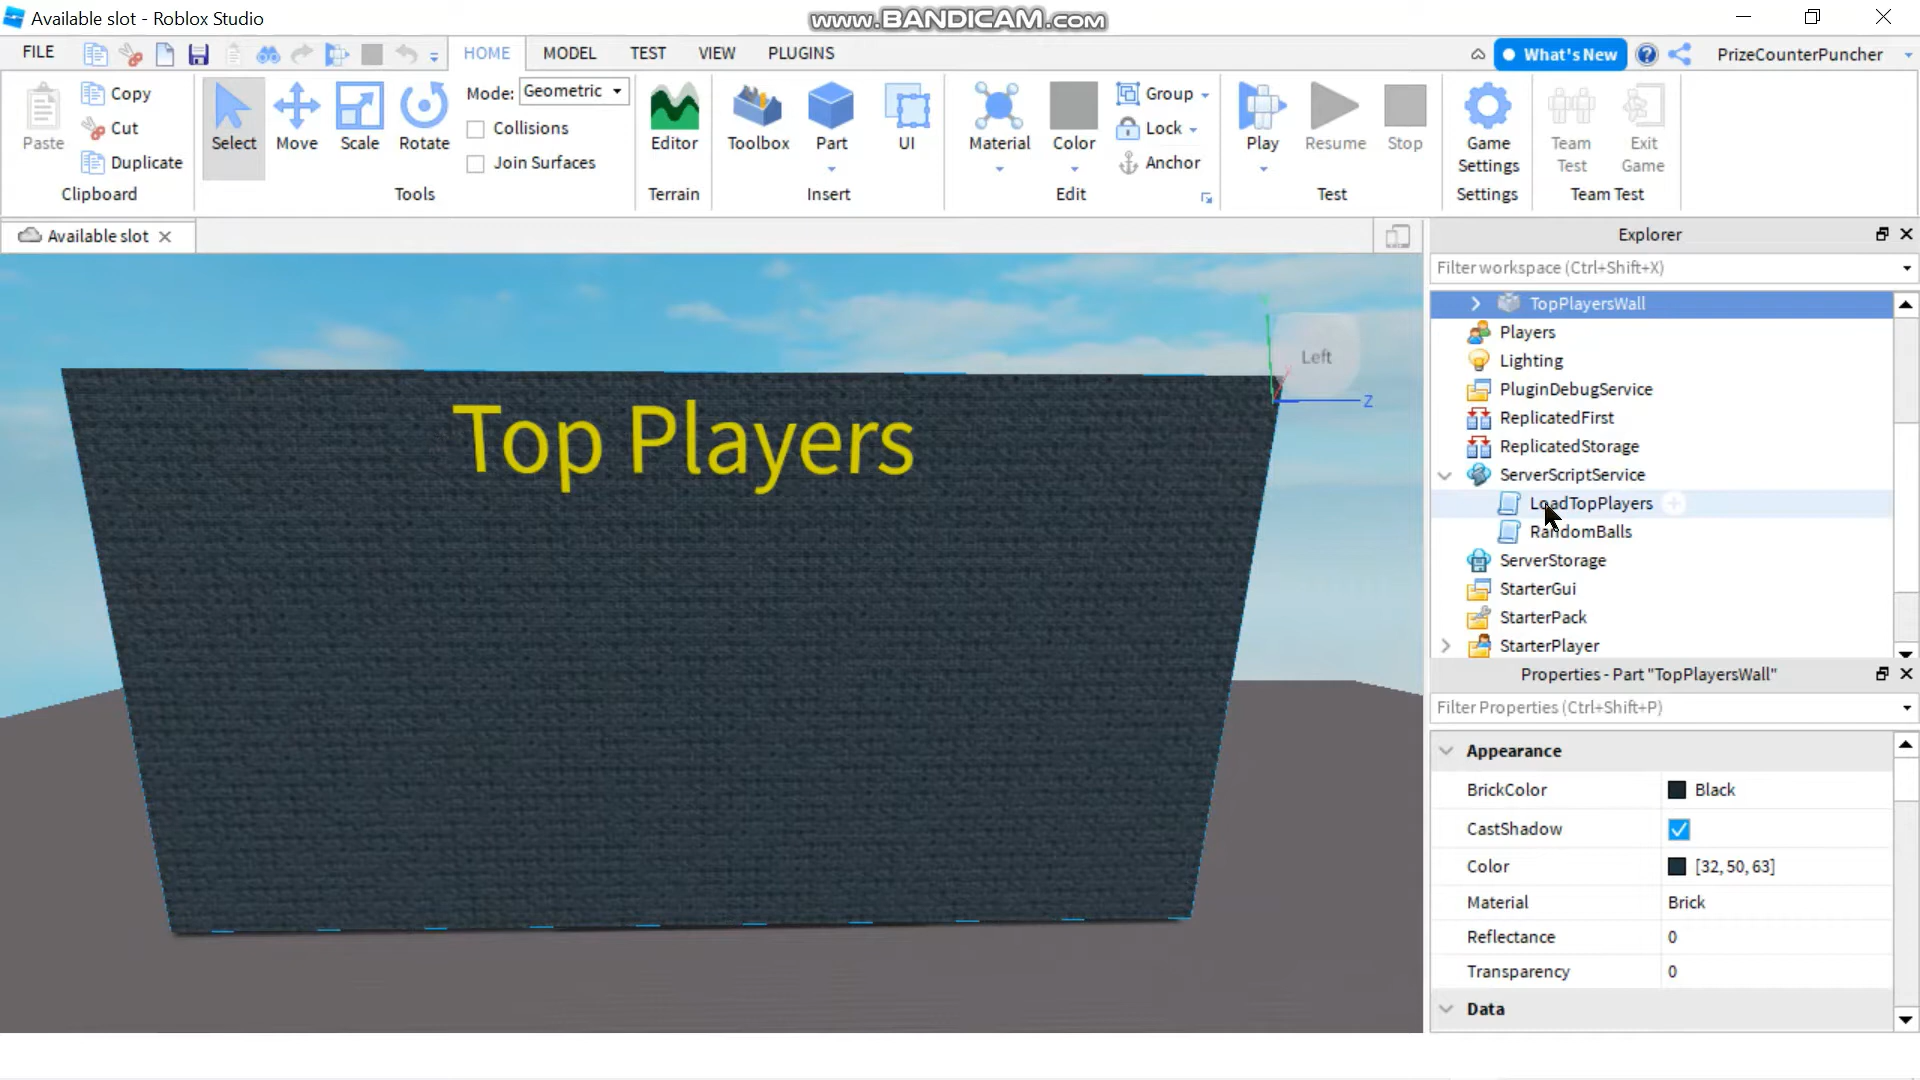 Available slot - Roblox Studio
www.BANDICAM.com
FILE
HOME
MODEL
TEST
VIEW
PLUGINS
What's New
PrizeCounterPuncher
Paste
Copy
Cut
Duplicate
Clipboard
Select
Move
Scale
Rotate
Mode: Geometric
Collisions
Join Surfaces
Tools
Editor
Terrain
Toolbox
Part
UI
Insert
Material
Color
Group
Lock
Anchor
Edit
Play
Resume
Stop
Test
Game
Settings
Settings
Team
Test
Exit
Game
Team Test
Available slot
Top Players
Left
Z
Explorer
Filter workspace (Ctrl+Shift+X)
TopPlayersWall
Players
Lighting
PluginDebugService
ReplicatedFirst
ReplicatedStorage
ServerScriptService
LoadTopPlayers
RandomBalls
ServerStorage
StarterGui
StarterPack
StarterPlayer
Properties - Part "TopPlayersWall"
Filter Properties (Ctrl+Shift+P)
Appearance
BrickColor Black
CastShadow
Color [32, 50, 63]
Material Brick
Reflectance 0
Transparency 0
Data